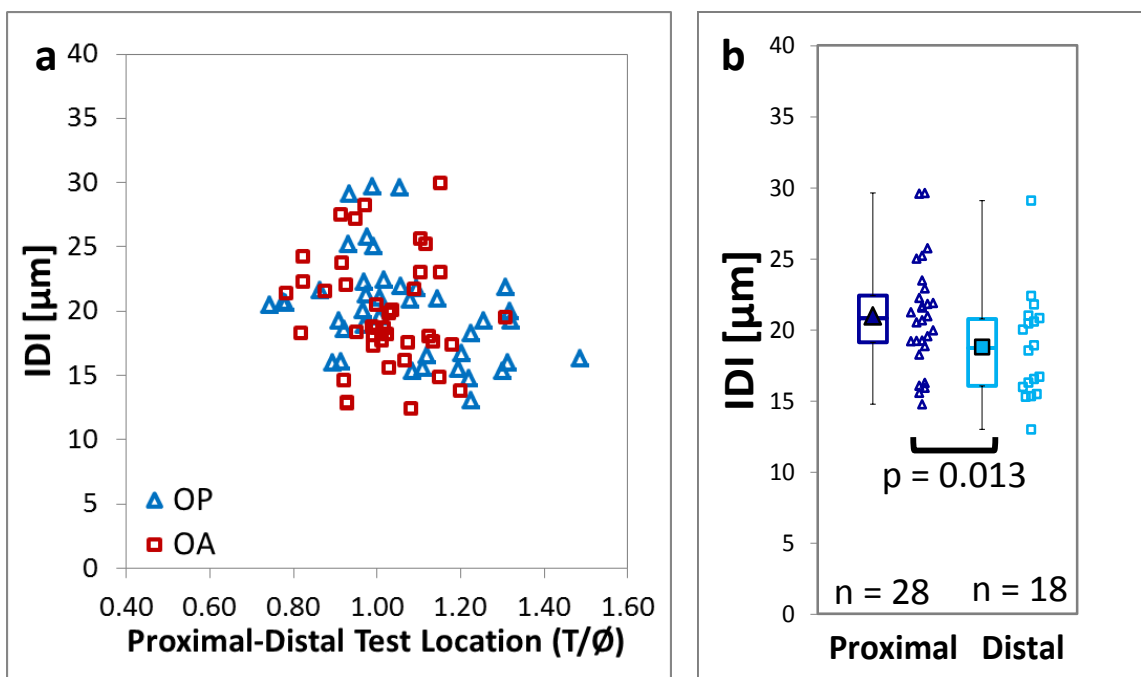 a
40
35
30
25
20
15
10
5
0
IDI [µm]
OP
OA
0.40 0.60 0.80 1.00 1.20 1.40 1.60
Proximal-Distal Test Location (T/Ø)
b
40
35
30
25
20
15
10
5
0
IDI [µm]
p = 0.013
n = 28 n = 18
Proximal Distal